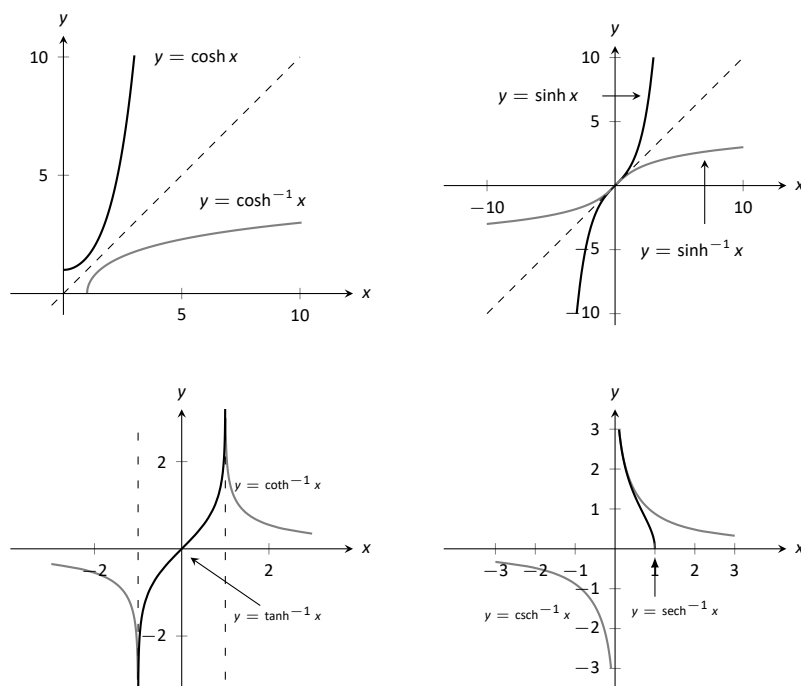 y
10
y = cosh x
5
y = cosh⁻¹ x
5
10
x
y
10
y = sinh x
5
−10
10
x
−5
y = sinh⁻¹ x
−10
y
2
y = coth⁻¹ x
−2
2
x
y = tanh⁻¹ x
−2
y
3
2
1
−3
−2
−1
1
2
3
x
−1
y = csch⁻¹ x
y = sech⁻¹ x
−2
−3